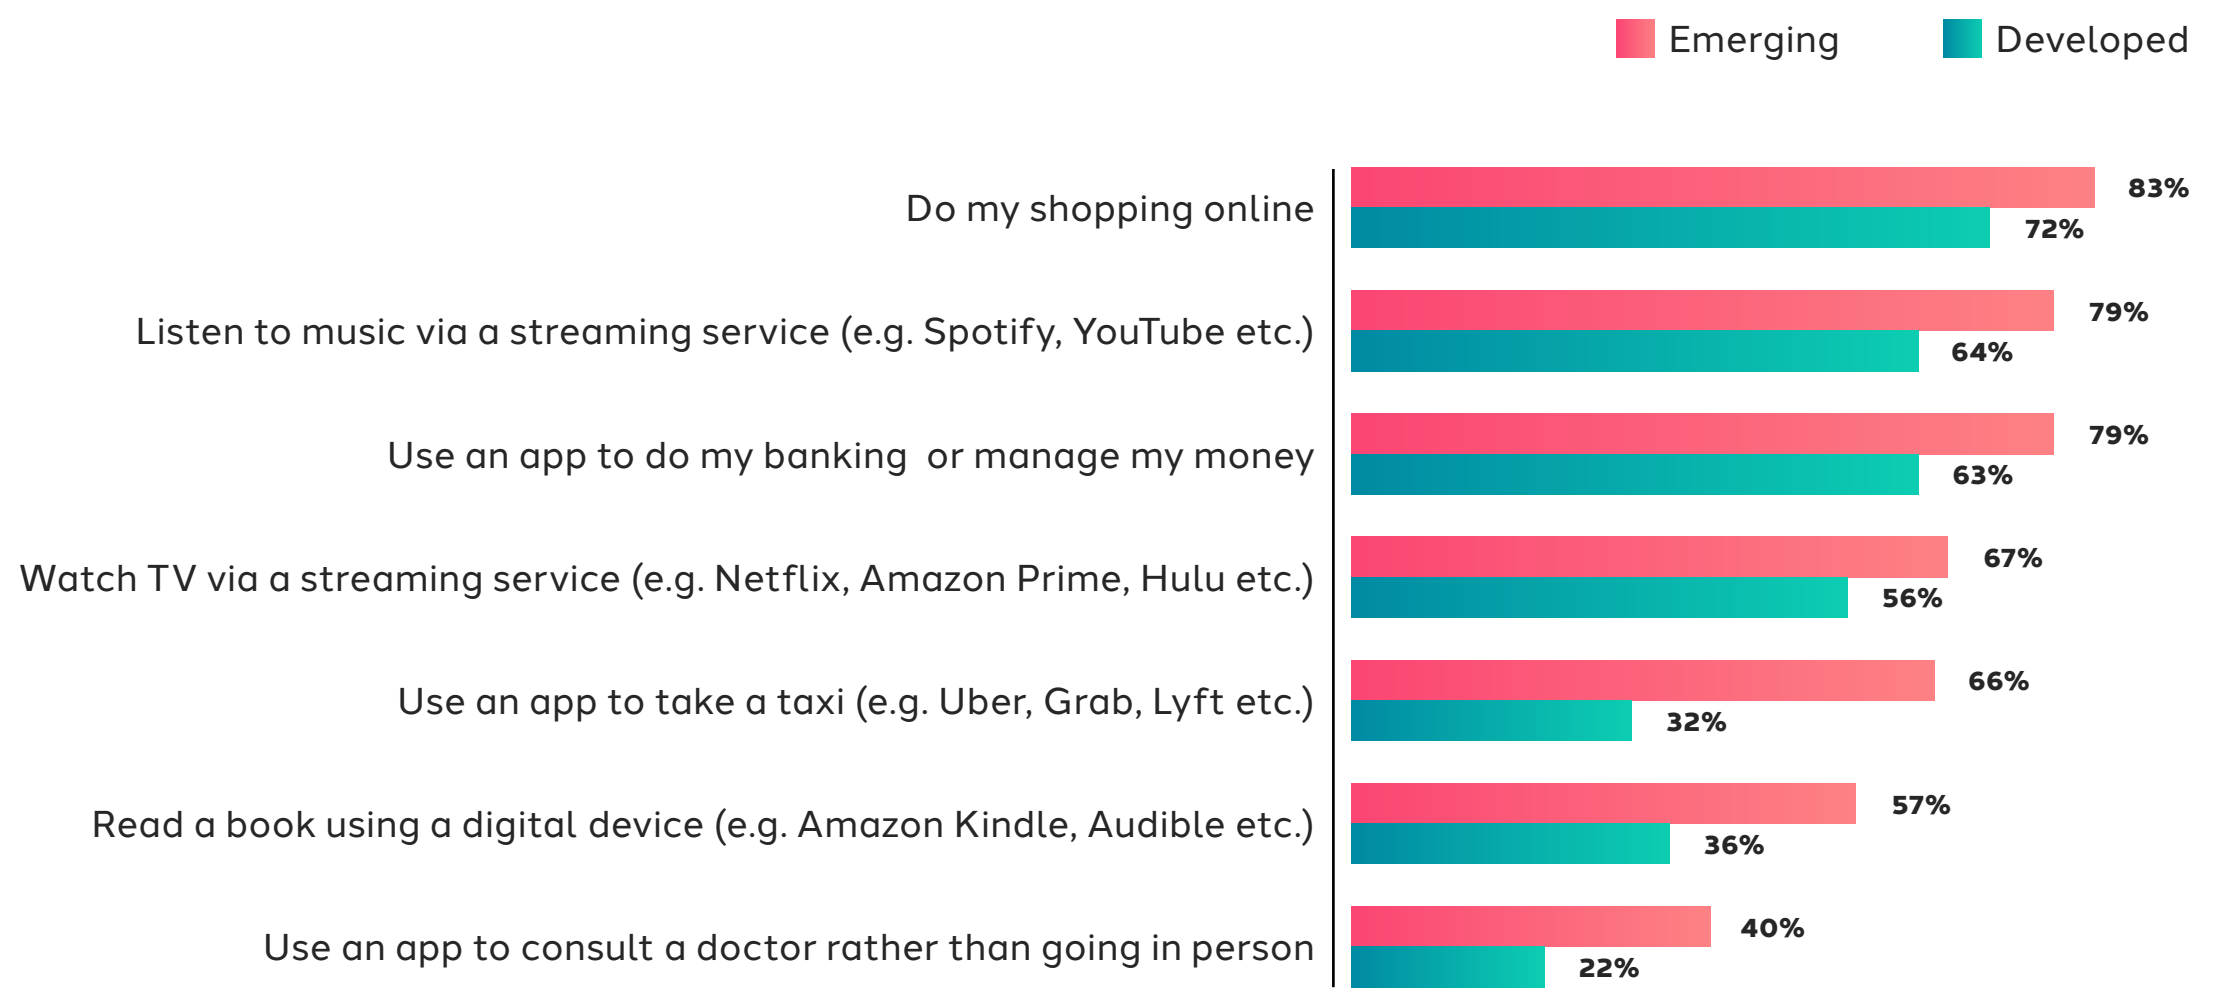 Emerging Developed
Do my shopping online 83%
72%
Listen to music via a streaming service (e.g. Spotify, YouTube etc.) 79%
64%
Use an app to do my banking  or manage my money 79%
63%
Watch TV via a streaming service (e.g. Netflix, Amazon Prime, Hulu etc.) 67%
56%
Use an app to take a taxi (e.g. Uber, Grab, Lyft etc.) 66%
32%
Read a book using a digital device (e.g. Amazon Kindle, Audible etc.) 57%
36%
Use an app to consult a doctor rather than going in person 40%
22%